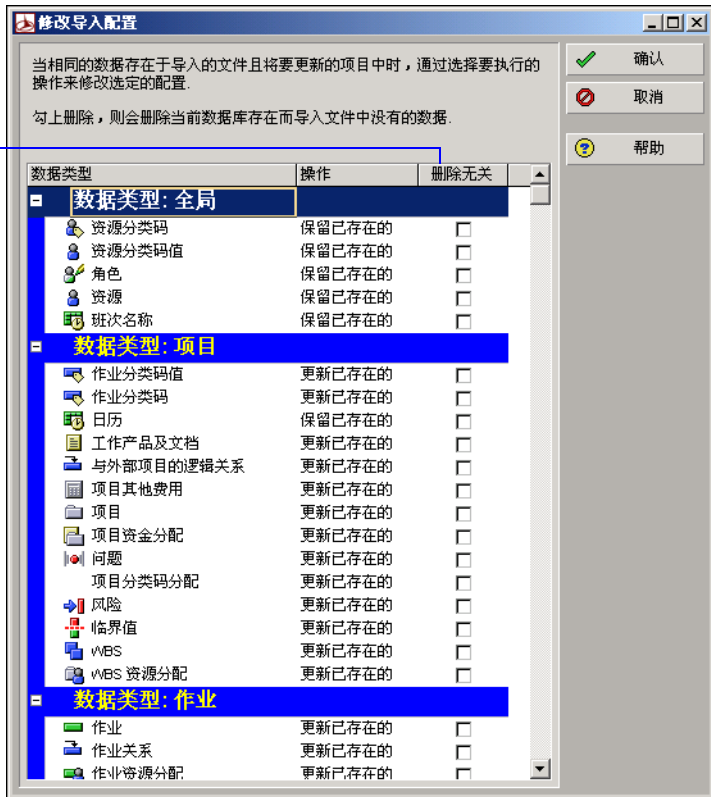 修改导入配置
当相同的数据存在于导入的文件且将要更新的项目中时，通过选择要执行的
操作来修改选定的配置.
勾上删除，则会删除当前数据库存在而导入文件中没有的数据.
确认
取消
帮助
数据类型 操作 删除无关
数据类型: 全局
资源分类码 保留已存在的
资源分类码值 保留已存在的
角色 保留已存在的
资源 保留已存在的
班次名称 保留已存在的
数据类型: 项目
作业分类码值 更新已存在的
作业分类码 更新已存在的
日历 保留已存在的
工作产品及文档 更新已存在的
与外部项目的逻辑关系 更新已存在的
项目其他费用 更新已存在的
项目 更新已存在的
项目资金分配 更新已存在的
问题 更新已存在的
项目分类码分配 更新已存在的
风险 更新已存在的
临界值 更新已存在的
WBS 更新已存在的
WBS 资源分配 更新已存在的
数据类型: 作业
作业 更新已存在的
作业关系 更新已存在的
作业资源分配 更新已存在的